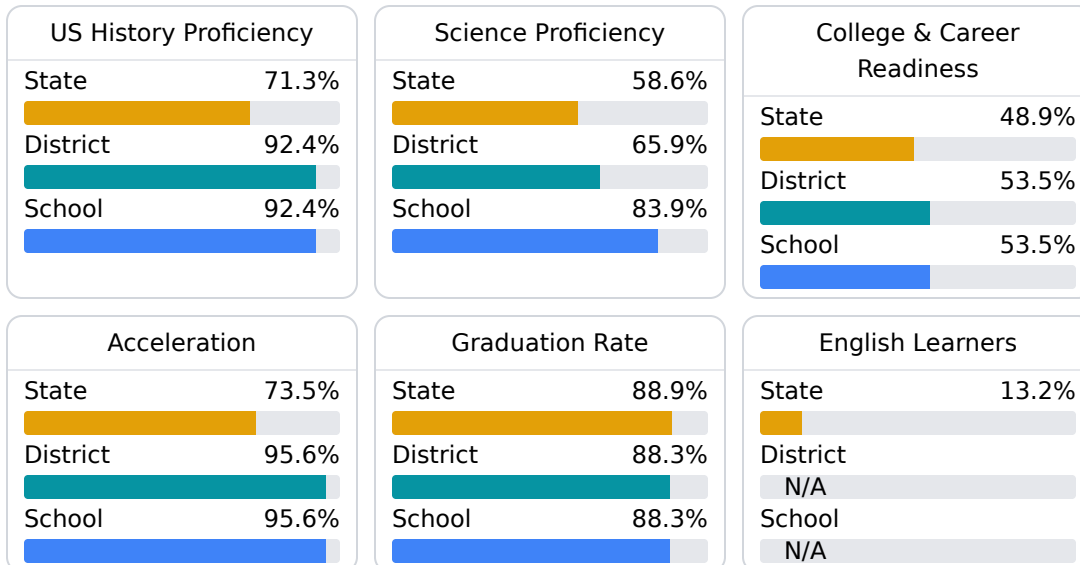 US History Proficiency
State 71.3%
District 92.4%
School 92.4%
Science Proficiency
State 58.6%
District 65.9%
School 83.9%
College & Career
Readiness
State 48.9%
District 53.5%
School 53.5%
Acceleration
State 73.5%
District 95.6%
School 95.6%
Graduation Rate
State 88.9%
District 88.3%
School 88.3%
English Learners
State 13.2%
District
N/A
School
N/A